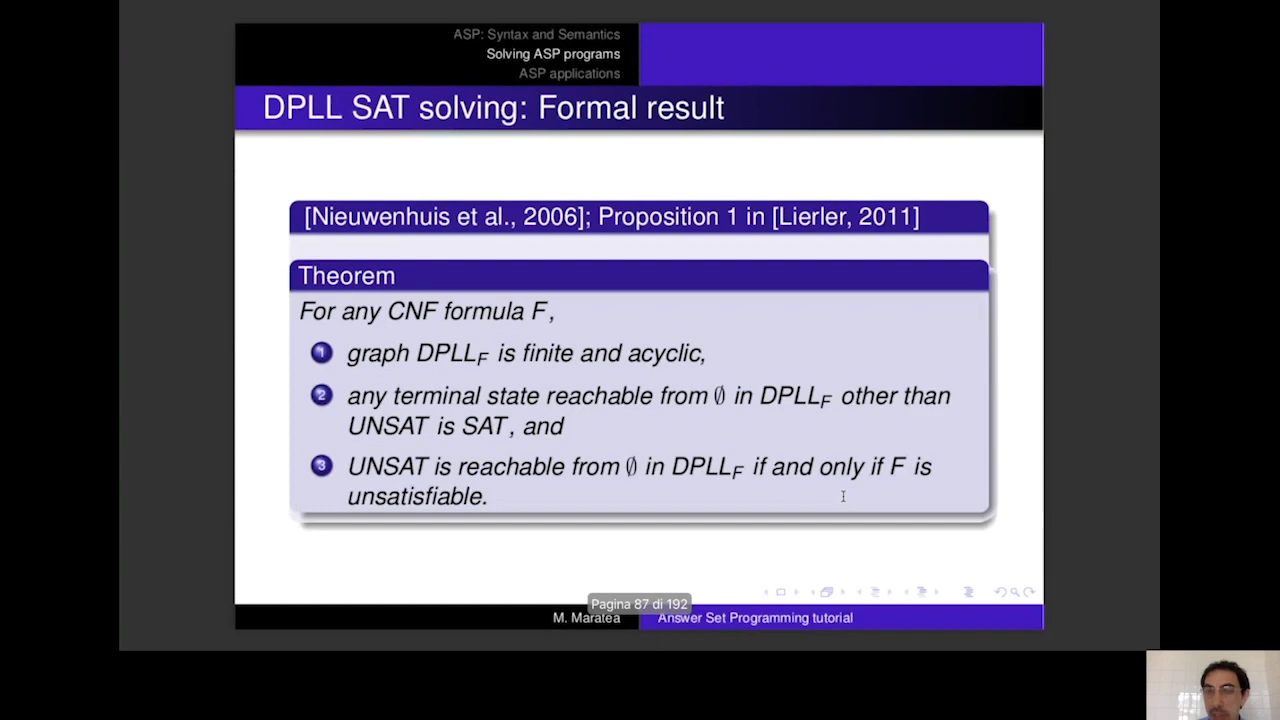 ASP: Syntax and Semantics
Solving ASP programs
ASP applications
DPLL SAT solving: Formal result
[Nieuwenhuis et al., 2006]; Proposition 1 in [Lierler, 2011]
Theorem
For any CNF formula F,
1 graph DPLL_F is finite and acyclic,
2 any terminal state reachable from ∅ in DPLL_F other than
UNSAT is SAT, and
3 UNSAT is reachable from ∅ in DPLL_F if and only if F is
unsatisfiable.
Pagina 87 di 192
M. Maratea
Answer Set Programming tutorial